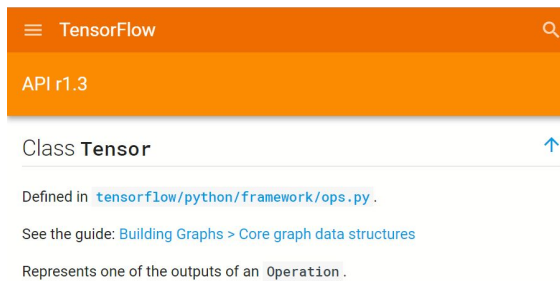 TensorFlow
API r1.3
Class Tensor
Defined in tensorflow/python/framework/ops.py.
See the guide: Building Graphs > Core graph data structures
Represents one of the outputs of an Operation.